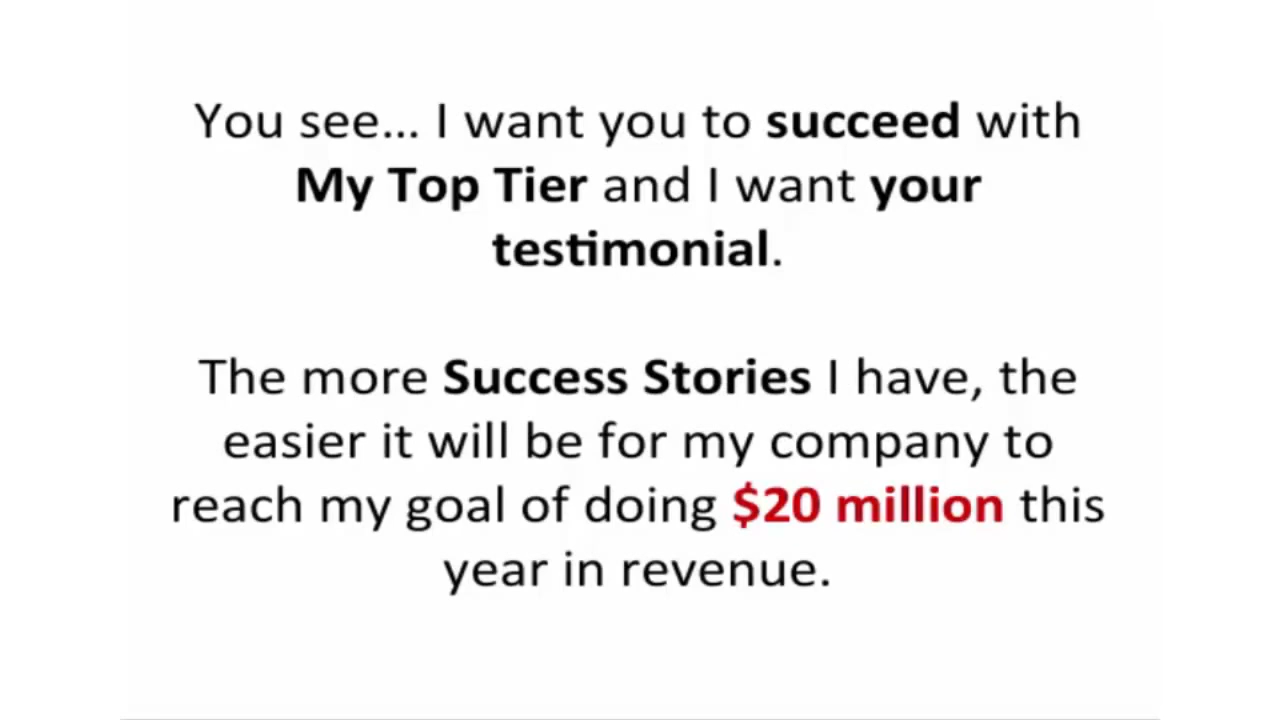 You see... I want you to succeed with
My Top Tier and I want your
testimonial.
The more Success Stories I have, the
easier it will be for my company to
reach my goal of doing $20 million this
year in revenue.